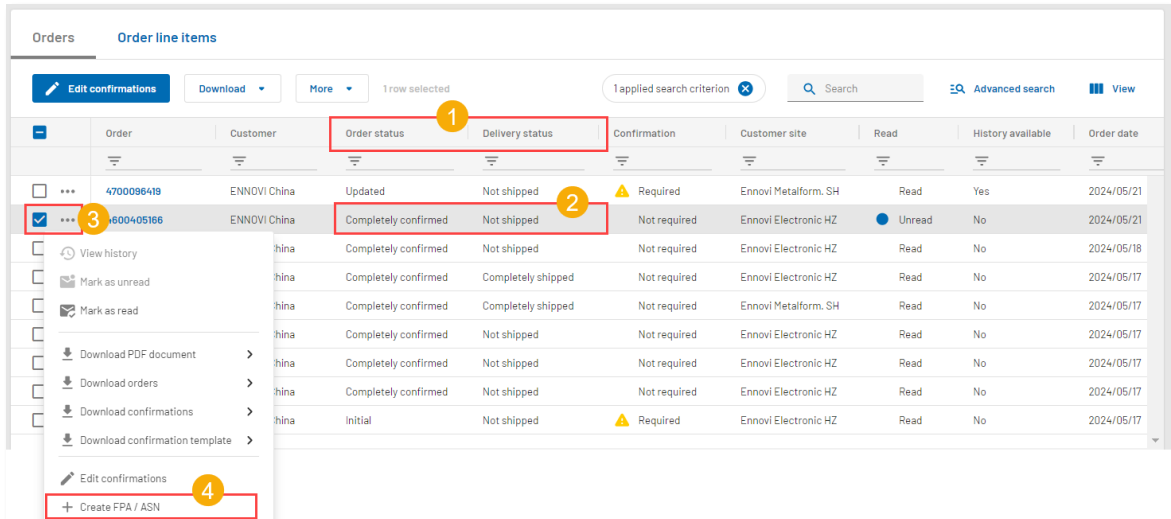 Orders Order line items
Edit confirmations Download More 1 row selected 1 applied search criterion Search Advanced search View
1
Order Customer Order status Delivery status Confirmation Customer site Read History available Order date
4700096419 ENNOVI China Updated Not shipped Required Ennovi Metalform. SH Read Yes 2024/05/21
2
3 4600405166 ENNOVI China Completely confirmed Not shipped Not required Ennovi Electronic HZ Unread No 2024/05/21
hina Completely confirmed Not shipped Not required Ennovi Electronic HZ Read No 2024/05/18
View history
hina Completely confirmed Completely shipped Not required Ennovi Electronic HZ Read No 2024/05/17
Mark as unread
hina Completely confirmed Completely shipped Not required Ennovi Metalform. SH Read No 2024/05/17
Mark as read
hina Completely confirmed Not shipped Not required Ennovi Electronic HZ Read No 2024/05/17
Download PDF document
hina Completely confirmed Not shipped Not required Ennovi Electronic HZ Read No 2024/05/17
Download orders
hina Completely confirmed Not shipped Not required Ennovi Electronic HZ Read No 2024/05/17
Download confirmations
hina Initial Not shipped Required Ennovi Electronic HZ Read No 2024/05/17
Download confirmation template
Edit confirmations
4
+ Create FPA / ASN